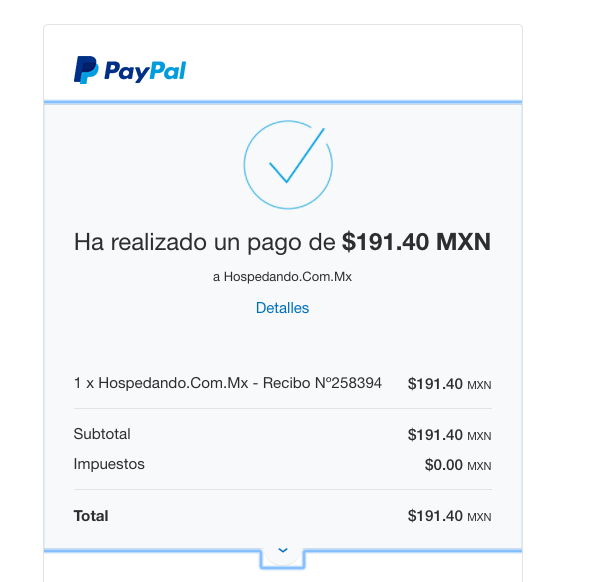 PayPal
Ha realizado un pago de $191.40 MXN
a Hospedando.Com.Mx
Detalles
1 x Hospedando.Com.Mx - Recibo Nº258394 $191.40 MXN
Subtotal $191.40 MXN
Impuestos $0.00 MXN
Total $191.40 MXN